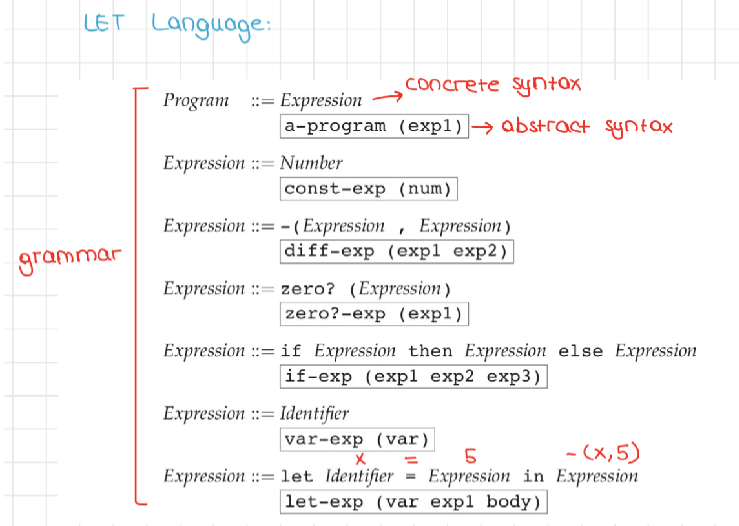 LET Language:
Program ::= Expression → concrete syntax
a-program (exp1) → abstract syntax
Expression ::= Number
const-exp (num)
Expression ::= -(Expression , Expression)
grammar
diff-exp (exp1 exp2)
Expression ::= zero? (Expression)
zero?-exp (exp1)
Expression ::= if Expression then Expression else Expression
if-exp (exp1 exp2 exp3)
Expression ::= Identifier
var-exp (var)
x = 5 -(x,5)
Expression ::= let Identifier = Expression in Expression
let-exp (var exp1 body)